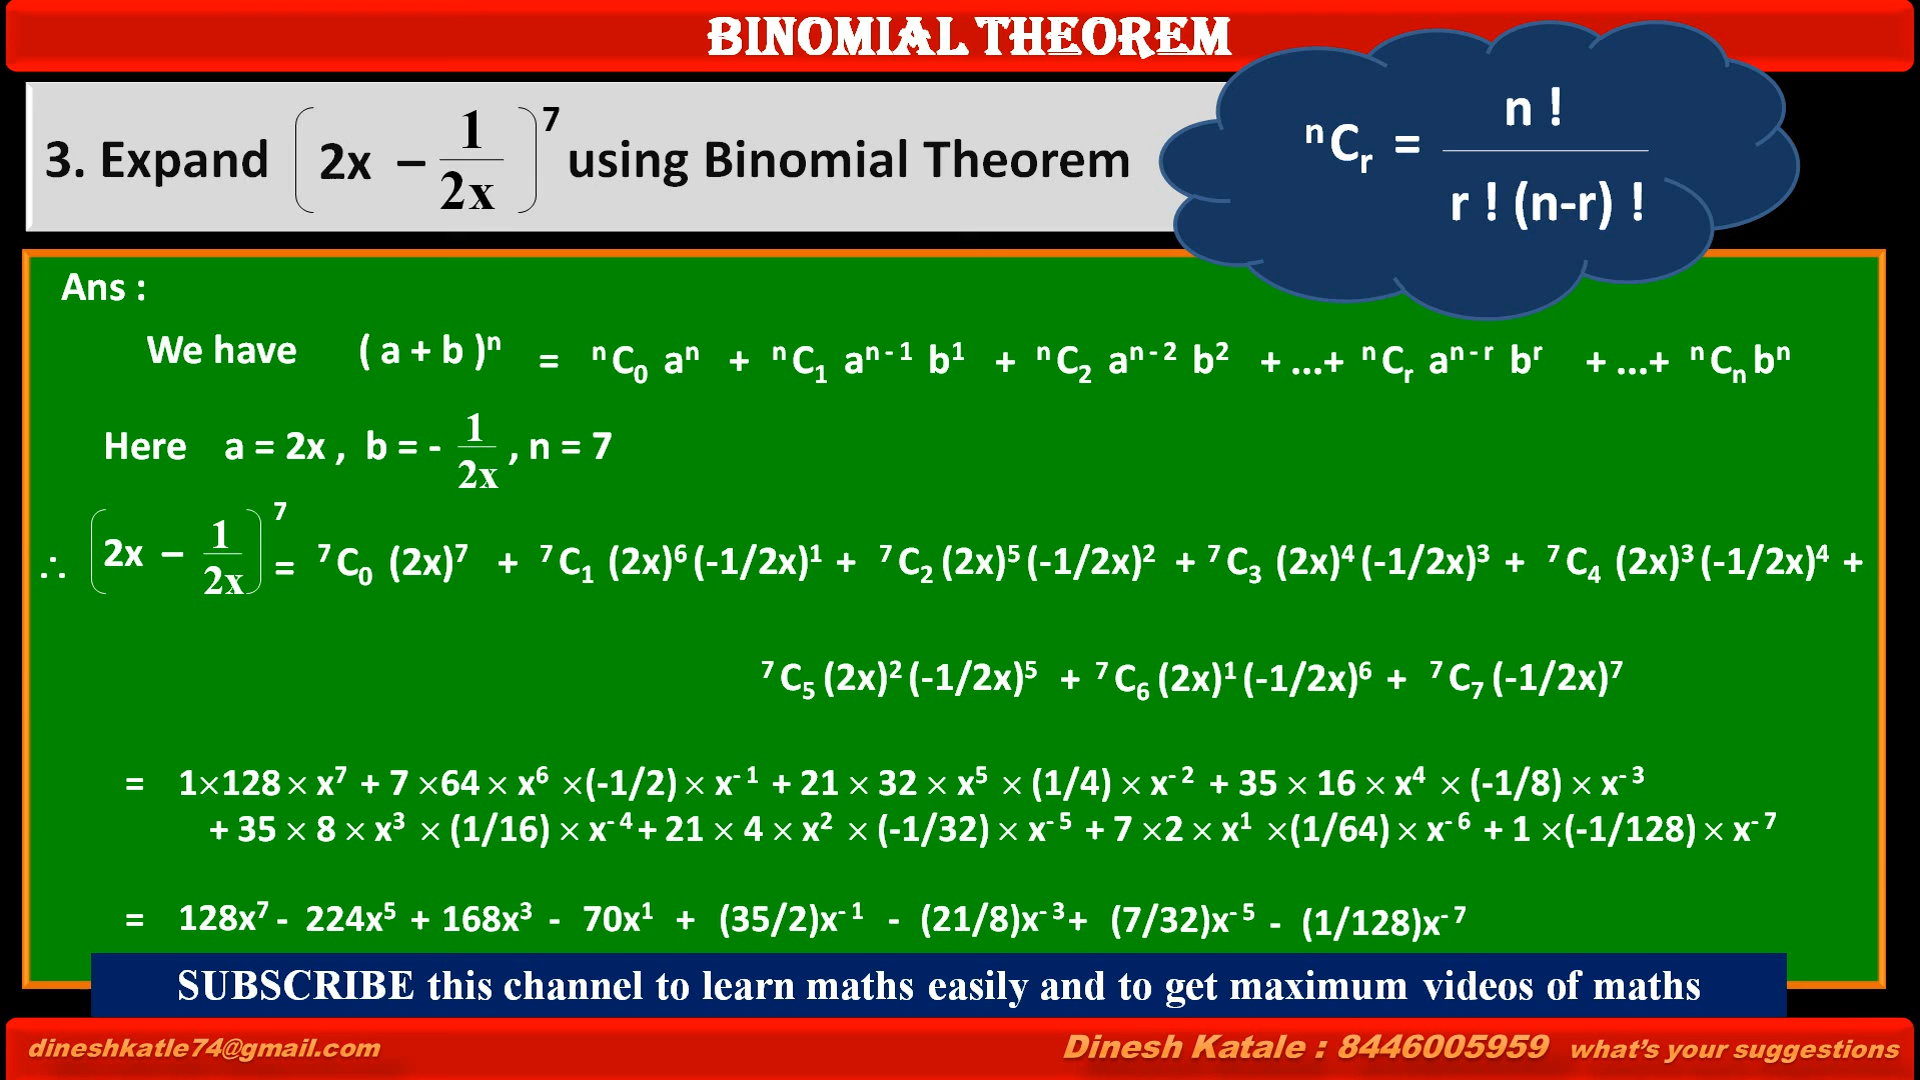 BINOMIAL THEOREM
3. Expand (2x – 1/2x)⁷ using Binomial Theorem
ⁿCᵣ = n ! / r ! (n-r) !
Ans :
We have ( a + b )ⁿ = ⁿC₀ aⁿ + ⁿC₁ aⁿ⁻¹ b¹ + ⁿC₂ aⁿ⁻² b² + ...+ ⁿCᵣ aⁿ⁻ʳ bʳ + ...+ ⁿCₙ bⁿ
Here a = 2x , b = - 1/2x , n = 7
∴ (2x – 1/2x)⁷ = ⁷C₀ (2x)⁷ + ⁷C₁ (2x)⁶ (-1/2x)¹ + ⁷C₂ (2x)⁵ (-1/2x)² + ⁷C₃ (2x)⁴ (-1/2x)³ + ⁷C₄ (2x)³ (-1/2x)⁴ +
⁷C₅ (2x)² (-1/2x)⁵ + ⁷C₆ (2x)¹ (-1/2x)⁶ + ⁷C₇ (-1/2x)⁷
= 1×128 × x⁷ + 7 ×64 × x⁶ ×(-1/2) × x⁻¹ + 21 × 32 × x⁵ × (1/4) × x⁻² + 35 × 16 × x⁴ × (-1/8) × x⁻³
+ 35 × 8 × x³ × (1/16) × x⁻⁴ + 21 × 4 × x² × (-1/32) × x⁻⁵ + 7 ×2 × x¹ ×(1/64) × x⁻⁶ + 1 ×(-1/128) × x⁻⁷
= 128x⁷ - 224x⁵ + 168x³ - 70x¹ + (35/2)x⁻¹ - (21/8)x⁻³ + (7/32)x⁻⁵ - (1/128)x⁻⁷
SUBSCRIBE this channel to learn maths easily and to get maximum videos of maths
dineshkatle74@gmail.com
Dinesh Katale : 8446005959 what's your suggestions